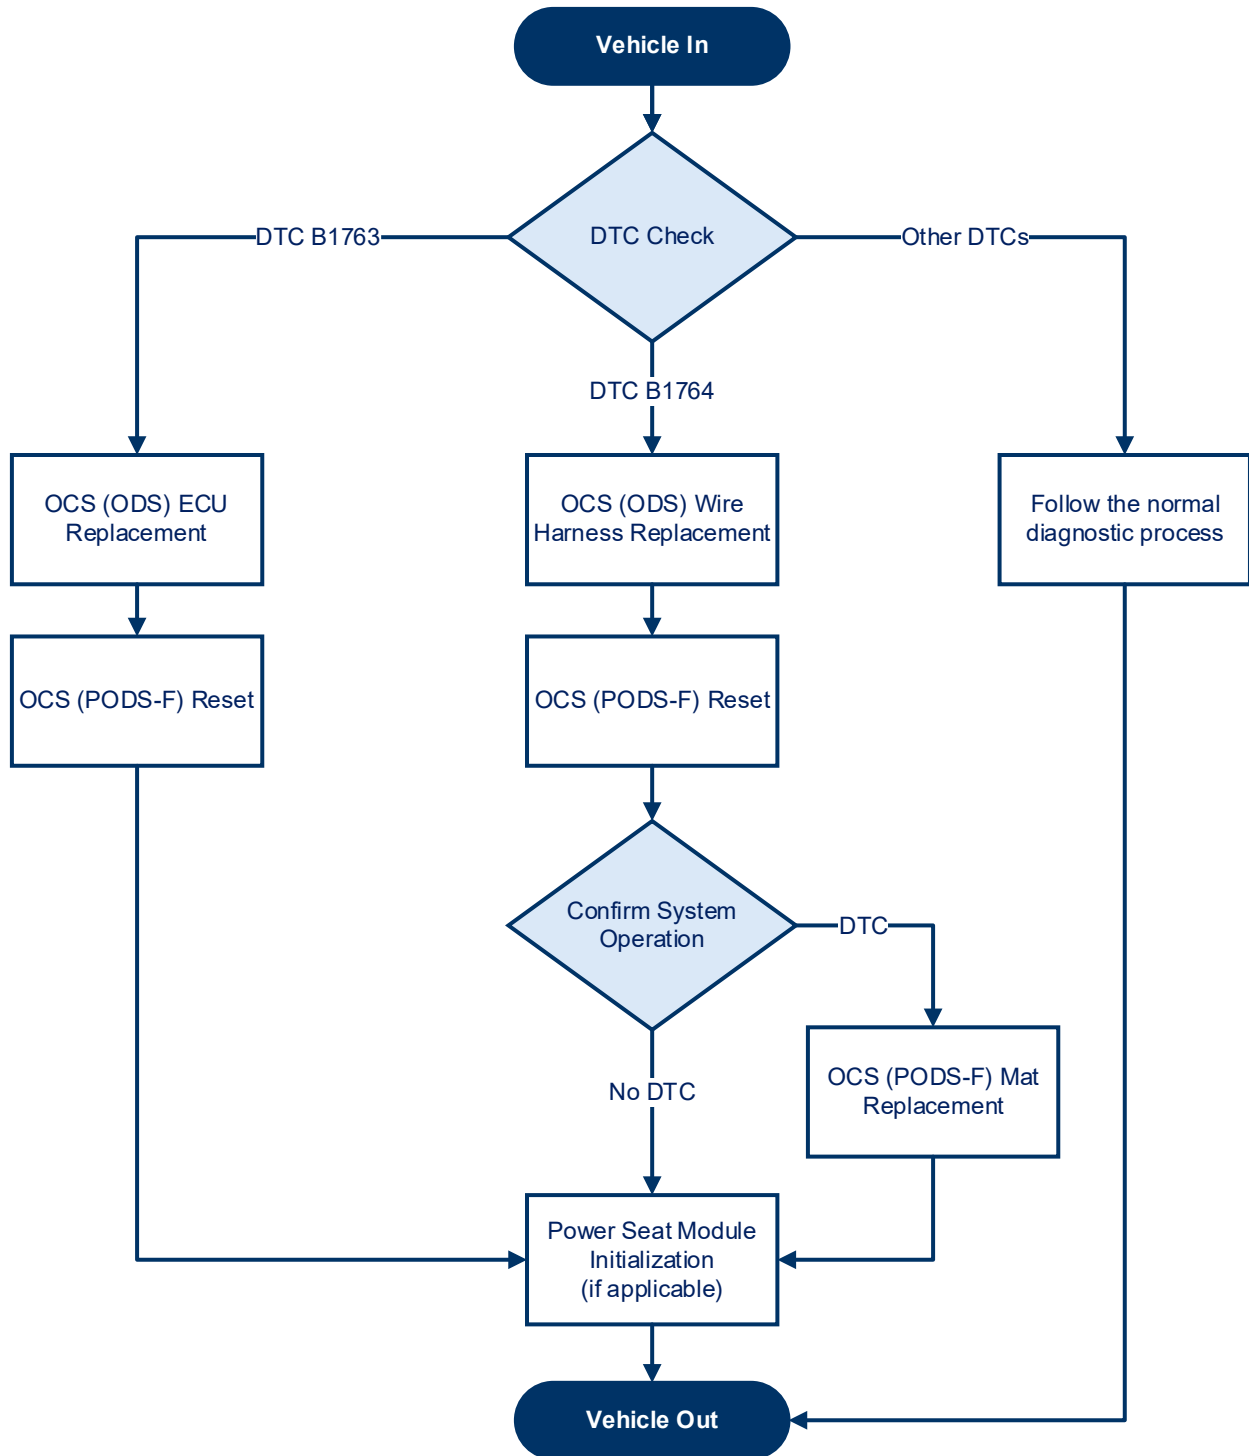 Vehicle In
DTC Check
DTC B1763
Other DTCs
DTC B1764
OCS (ODS) ECU
Replacement
OCS (ODS) Wire
Harness Replacement
Follow the normal
diagnostic process
OCS (PODS-F) Reset
OCS (PODS-F) Reset
Confirm System
Operation
DTC
No DTC
OCS (PODS-F) Mat
Replacement
Power Seat Module
Initialization
(if applicable)
Vehicle Out